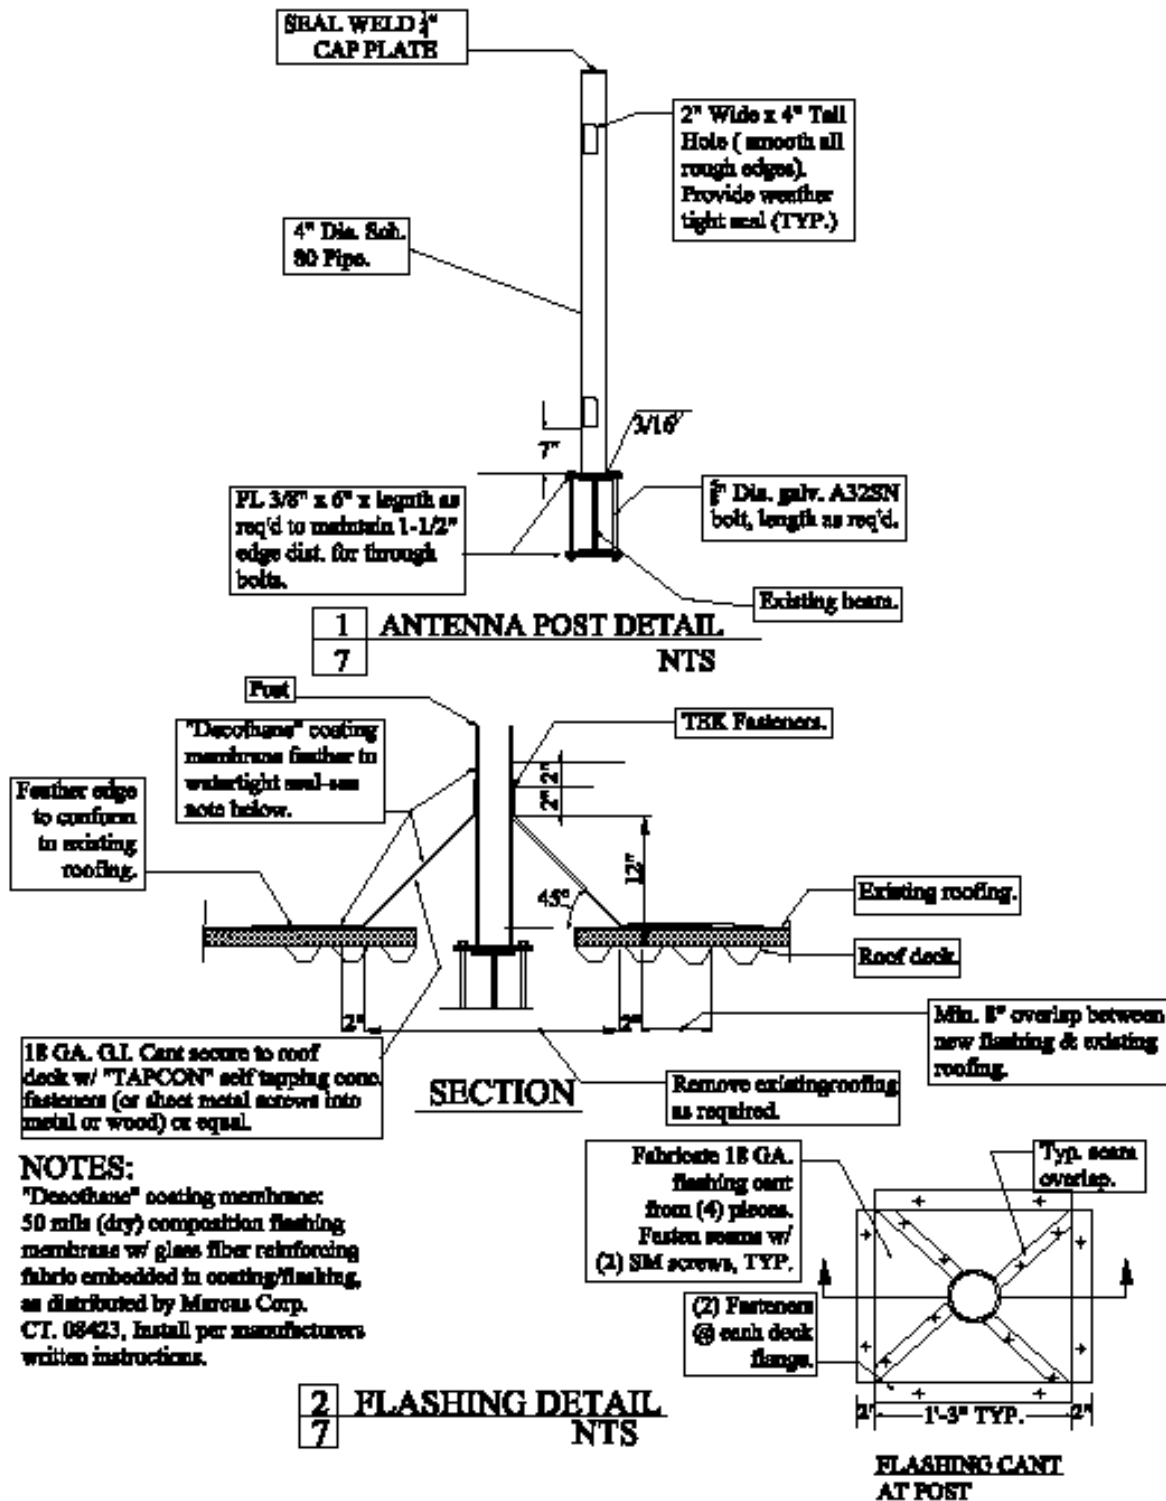 SEAL WELD ¼"
CAP PLATE
2" Wide x 4" Tall
Hole ( smooth all
rough edges).
Provide weather
tight seal (TYP.)
4" Dia. Sch.
80 Pipe.
3/16"
7"
PL 3/8" x 6" x legnth as
req'd to maintain 1-1/2"
edge dist. for through
bolts.
Dia. galv. A325N
bolt, length as req'd.
Existing beam.
1 ANTENNA POST DETAIL
7 NTS
Post
"Decothane" coating
membrane feather to
watertight seal-see
note below.
TEK Fasteners.
2"
2"
Feather edge
to conform
to existing
roofing.
12"
45°
Existing roofing.
Roof deck.
2"
2"
Min. 8" overlap between
new flashing & existing
roofing.
18 GA. G.I. Cant secure to roof
deck w/ "TAPCON" self tapping conc.
fasteners (or sheet metal screws into
metal or wood) or equal.
SECTION
Remove existingroofing
as required.
NOTES:
"Decothane" coating membrane:
50 mils (dry) composition flashing
membrane w/ glass fiber reinforcing
fabric embedded in coating/flashing,
as distributed by Marcus Corp.
CT. 08423, Install per manufacturers
written instructions.
Fabricate 18 GA.
flashing cant
from (4) pieces.
Fasten seams w/
(2) SM screws, TYP.
Typ. seam
overlap.
(2) Fasteners
@ each deck
flange.
2" 1'-3" TYP. 2"
2 FLASHING DETAIL
7 NTS
FLASHING CANT
AT POST